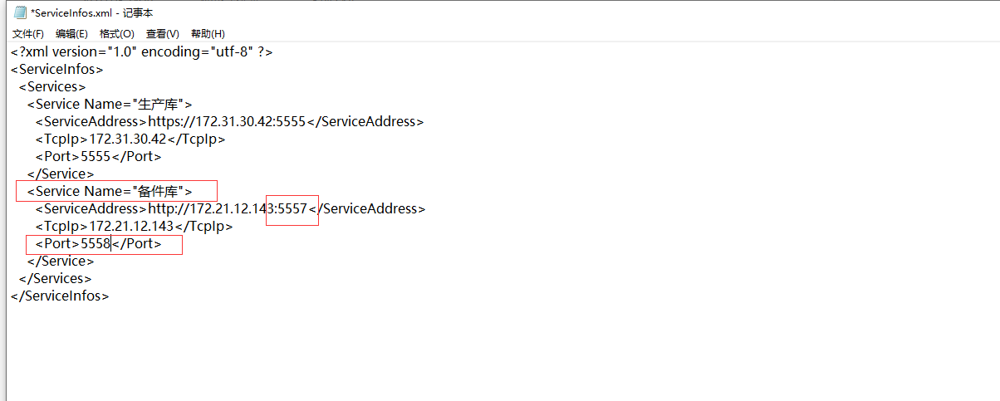 *ServiceInfos.xml - 记事本
文件(F) 编辑(E) 格式(O) 查看(V) 帮助(H)
<?xml version="1.0" encoding="utf-8" ?>
<ServiceInfos>
  <Services>
    <Service Name="生产库">
      <ServiceAddress>https://172.31.30.42:5555</ServiceAddress>
      <TcpIp>172.31.30.42</TcpIp>
      <Port>5555</Port>
    </Service>
    <Service Name="备件库">
      <ServiceAddress>http://172.21.12.143:5557</ServiceAddress>
      <TcpIp>172.21.12.143</TcpIp>
      <Port>5558</Port>
    </Service>
  </Services>
</ServiceInfos>